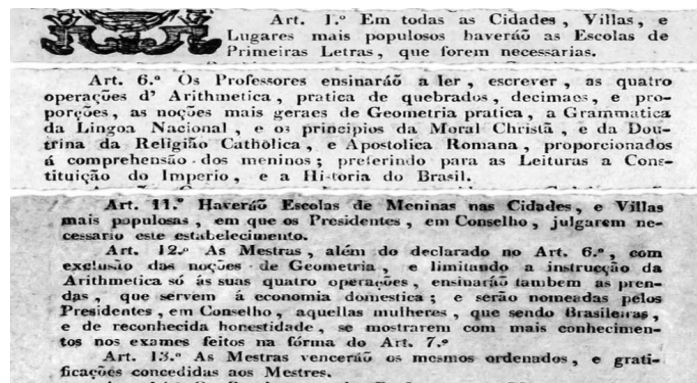 Art. 1.º Em todas as Cidades, Villas, e
Lugares mais populosos haveráõ as Escolas de
Primeiras Letras, que forem necessarias.
Art. 6.º Os Professores ensinaráõ a ler, escrever, as quatro
operações d' Arithmetica, pratica de quebrados, decimaes, e pro-
porções, as noções mais geraes de Geometria pratica, a Grammatica
da Lingoa Nacional, e os principios da Moral Christã, e da Dou-
trina da Religião Catholica, e Apostolica Romana, proporcionados
á comprehensão dos meninos; preferindo para as Leituras a Cons-
tituição do Imperio, e a Historia do Brasil.
Art. 11.º Haveráõ Escolas de Meninas nas Cidades, e Villas
mais populosas, em que os Presidentes, em Conselho, julgarem ne-
cessario este estabelecimento.
Art. 12.º As Mestras, além do declarado no Art. 6.º, com
exclusão das noções de Geometria, e limitando a instrucção da
Arithmetica só ás suas quatro operações, ensinaráõ tambem as pren-
das, que servem á economia domestica; e serão nomeadas pelos
Presidentes, em Conselho, aquellas mulheres, que sendo Brasileiras,
e de reconhecida honestidade, se mostrarem com mais conhecimen-
tos nos exames feitos na fórma do Art. 7.º
Art. 13.º As Mestras venceráõ os mesmos ordenados, e grati-
ficações concedidas aos Mestres.